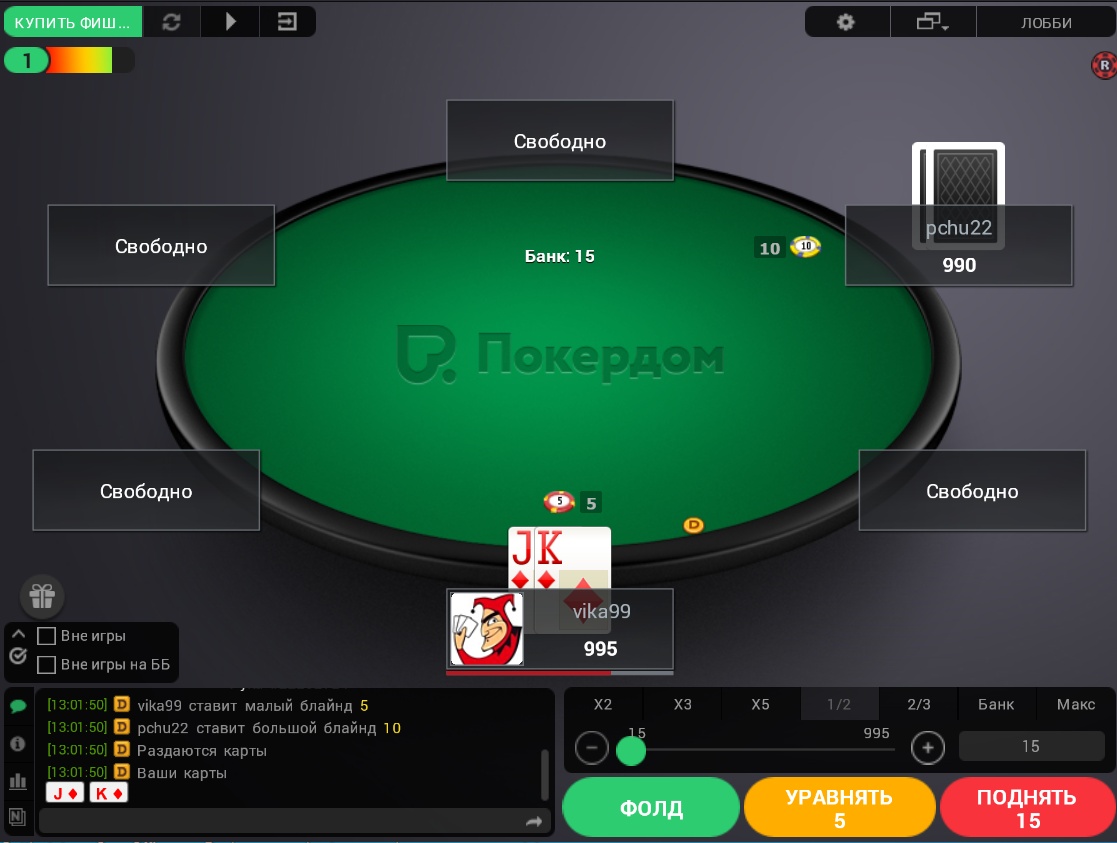 КУПИТЬ ФИШ...
ЛОББИ
1
R
Свободно
Свободно
pchu22
990
10
10
Банк: 15
Покердом
Свободно
Свободно
5
5
D
J K
vika99
995
Вне игры
Вне игры на ББ
[13:01:50] D vika99 ставит малый блайнд 5
[13:01:50] D pchu22 ставит большой блайнд 10
[13:01:50] D Раздаются карты
[13:01:50] D Ваши карты
J♦ K♦
X2 X3 X5 1/2 2/3 Банк Макс
15 995
15
ФОЛД
УРАВНЯТЬ
5
ПОДНЯТЬ
15